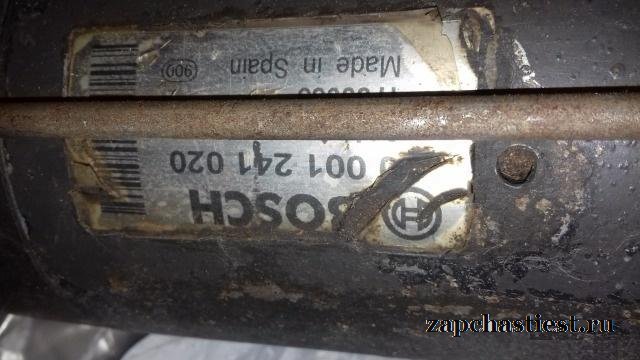 BOSCH
001 241 020
Made in Spain
900
zapchastiest.ru